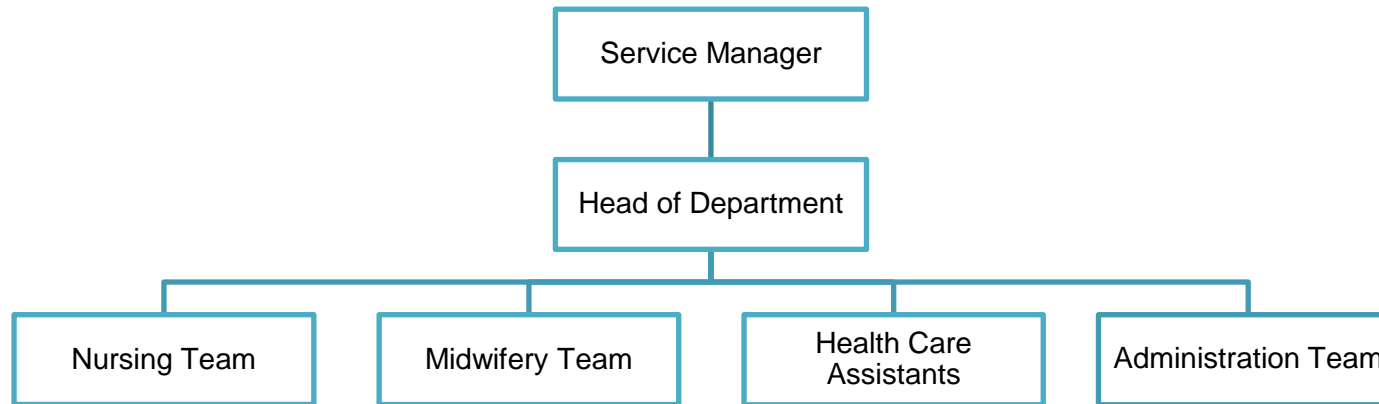 Service Manager
Head of Department
Nursing Team
Midwifery Team
Health Care
Assistants
Administration Team